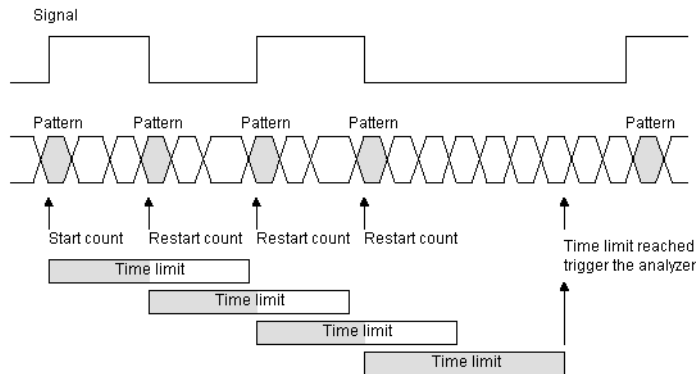 Signal
Pattern Pattern Pattern Pattern Pattern
Start count Restart count Restart count Restart count Time limit reached
trigger the analyzer
Time limit
Time limit
Time limit
Time limit